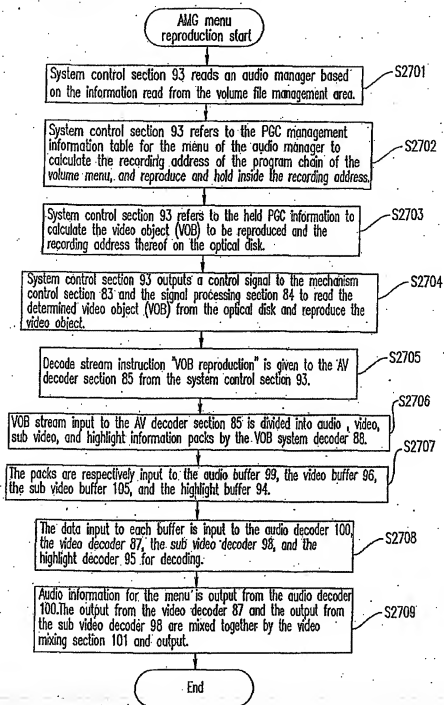 AMG menu
reproduction start
System control section 93 reads an audio manager based
on the information read from the volume file management area.
S2701
System control section 93 refers to the PGC management
information table for the menu of the audio manager to
calculate the recording address of the program chain of the
volume menu, and reproduce and hold inside the recording address.
S2702
System control section 93 refers to the held PGC information to
calculate the video object (VOB) to be reproduced and the
recording address thereof on the optical disk.
S2703
System control section 93 outputs a control signal to the mechanism
control section 83 and the signal processing section 84 to read the
determined video object (VOB) from the optical disk and reproduce the
video object.
S2704
Decode stream instruction "VOB reproduction" is given to the AV
decoder section 85 from the system control section 93.
S2705
VOB stream input to the AV decoder section 85 is divided into audio , video,
sub video, and highlight information packs by the VOB system decoder 88.
S2706
The packs are respectively input to the audio buffer 99, the video buffer 96,
the sub video buffer 105, and the highlight buffer 94.
S2707
The data input to each buffer is input to the audio decoder 100,
the video decoder 87, the sub video decoder 98, and the
highlight decoder 95 for decoding.
S2708
Audio information for the menu is output from the audio decoder
100.The output from the video decoder 87 and the output from
the sub video decoder 98 are mixed together by the video
mixing section 101 and output.
S2709
End